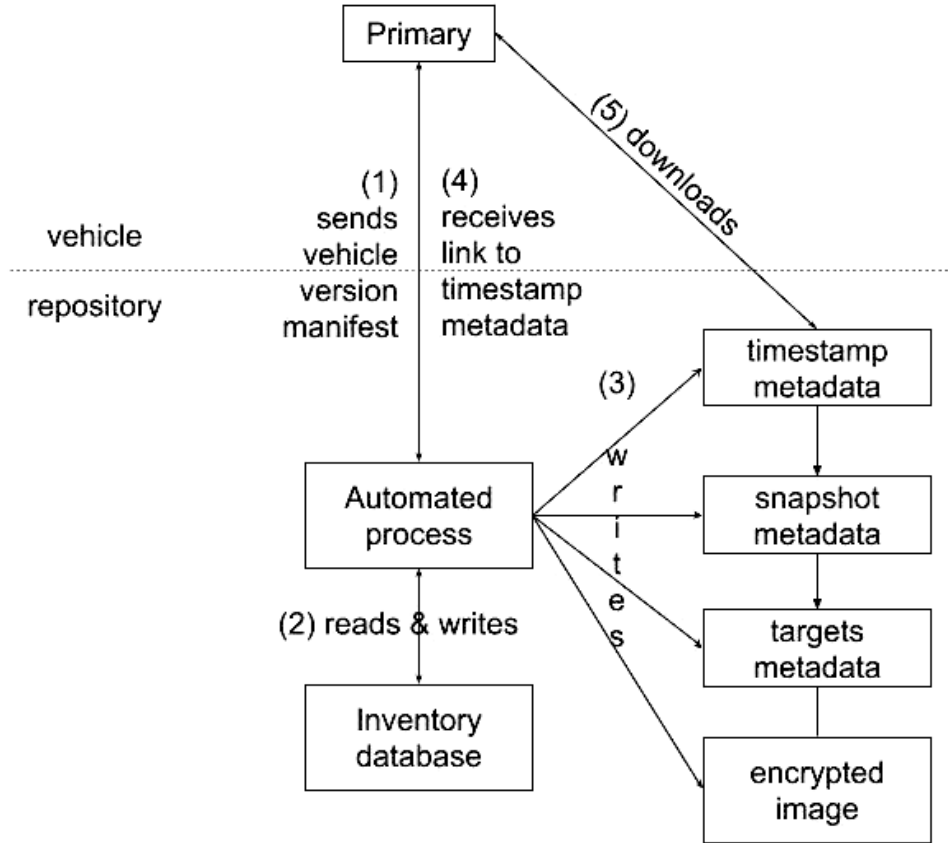 Primary
(5) downloads
(1)
sends
vehicle
version
manifest
(4)
receives
link to
timestamp
metadata
vehicle
repository
timestamp
metadata
(3)
writes
Automated
process
snapshot
metadata
(2) reads & writes
targets
metadata
Inventory
database
encrypted
image